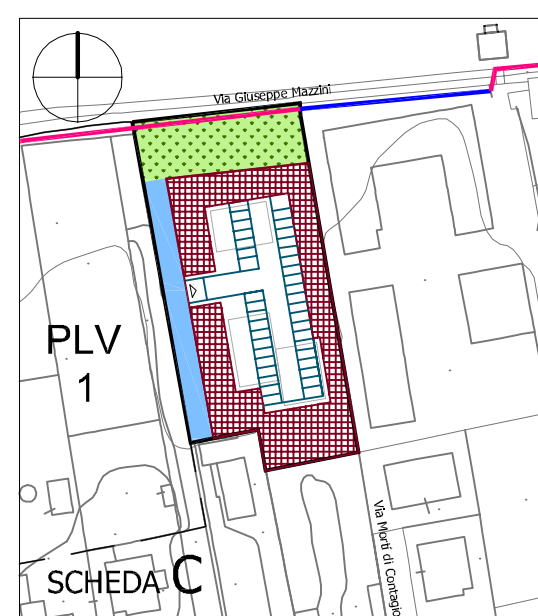 Via Giuseppe Mazzini
PLV
1
Via Morti di Contagio
SCHEDA C